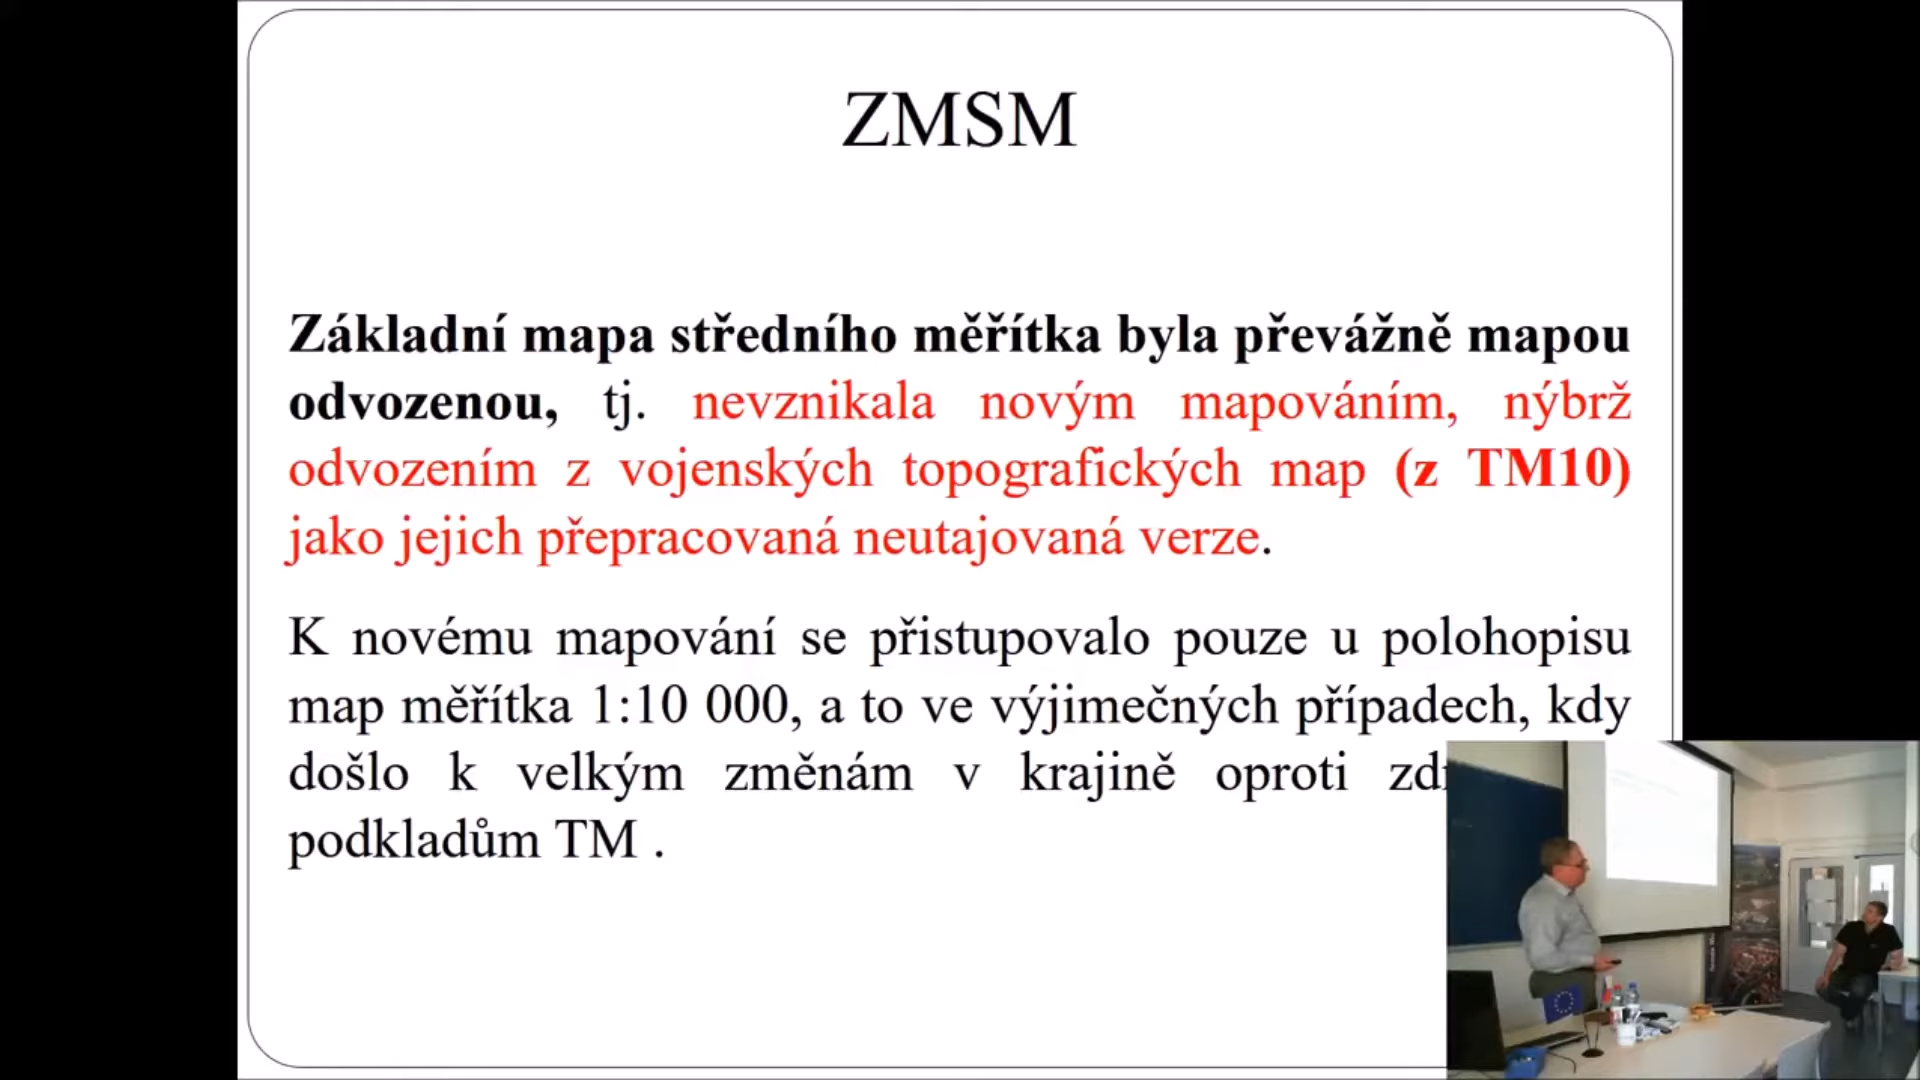 ZMSM
Základní mapa středního měřítka byla převážně mapou
odvozenou, tj. nevznikala novým mapováním, nýbrž
odvozením z vojenských topografických map (z TM10)
jako jejich přepracovaná neutajovaná verze.
K novému mapování se přistupovalo pouze u polohopisu
map měřítka 1:10 000, a to ve výjimečných případech, kdy
došlo k velkým změnám v krajině oproti
podkladům TM .